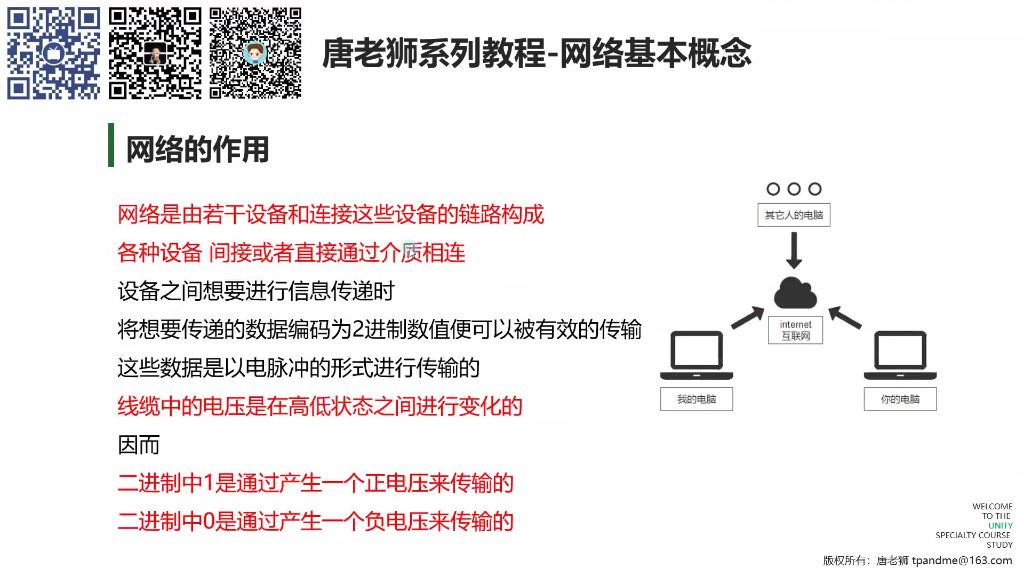 唐老狮系列教程-网络基本概念
网络的作用
网络是由若干设备和连接这些设备的链路构成
各种设备 间接或者直接通过介质相连
设备之间想要进行信息传递时
将想要传递的数据编码为2进制数值便可以被有效的传输
这些数据是以电脉冲的形式进行传输的
线缆中的电压是在高低状态之间进行变化的
因而
二进制中1是通过产生一个正电压来传输的
二进制中0是通过产生一个负电压来传输的
其它人的电脑
internet
互联网
我的电脑
你的电脑
WELCOME
TO THE
UNITY
SPECIALTY COURSE
STUDY
版权所有：唐老狮 tpandme@163.com